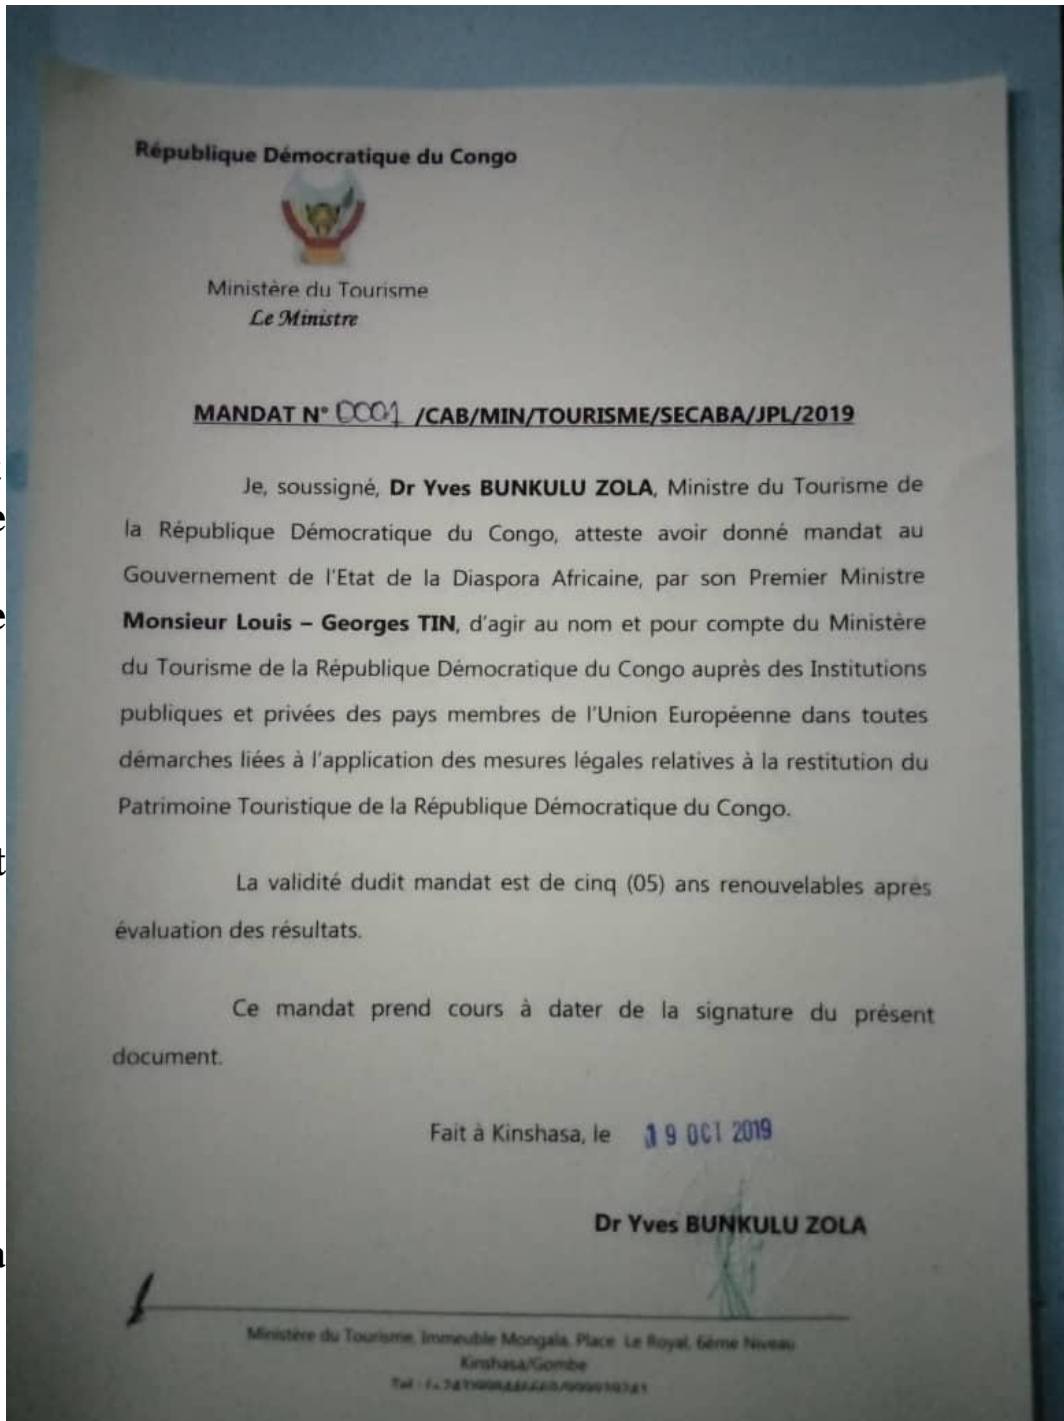 République Démocratique du Congo
Ministère du Tourisme
Le Ministre
MANDAT N° 0001 /CAB/MIN/TOURISME/SECABA/JPL/2019
Je, soussigné, Dr Yves BUNKULU ZOLA, Ministre du Tourisme de
la République Démocratique du Congo, atteste avoir donné mandat au
Gouvernement de l'Etat de la Diaspora Africaine, par son Premier Ministre
Monsieur Louis – Georges TIN, d'agir au nom et pour compte du Ministère
du Tourisme de la République Démocratique du Congo auprès des Institutions
publiques et privées des pays membres de l'Union Européenne dans toutes
démarches liées à l'application des mesures légales relatives à la restitution du
Patrimoine Touristique de la République Démocratique du Congo.
La validité dudit mandat est de cinq (05) ans renouvelables après
évaluation des résultats.
Ce mandat prend cours à dater de la signature du présent
document.
Fait à Kinshasa, le 19 OCT 2019
Dr Yves BUNKULU ZOLA
Ministère du Tourisme, Immeuble Mongala, Place Le Royal, 6ème Niveau
Kinshasa/Gombe
Tel :